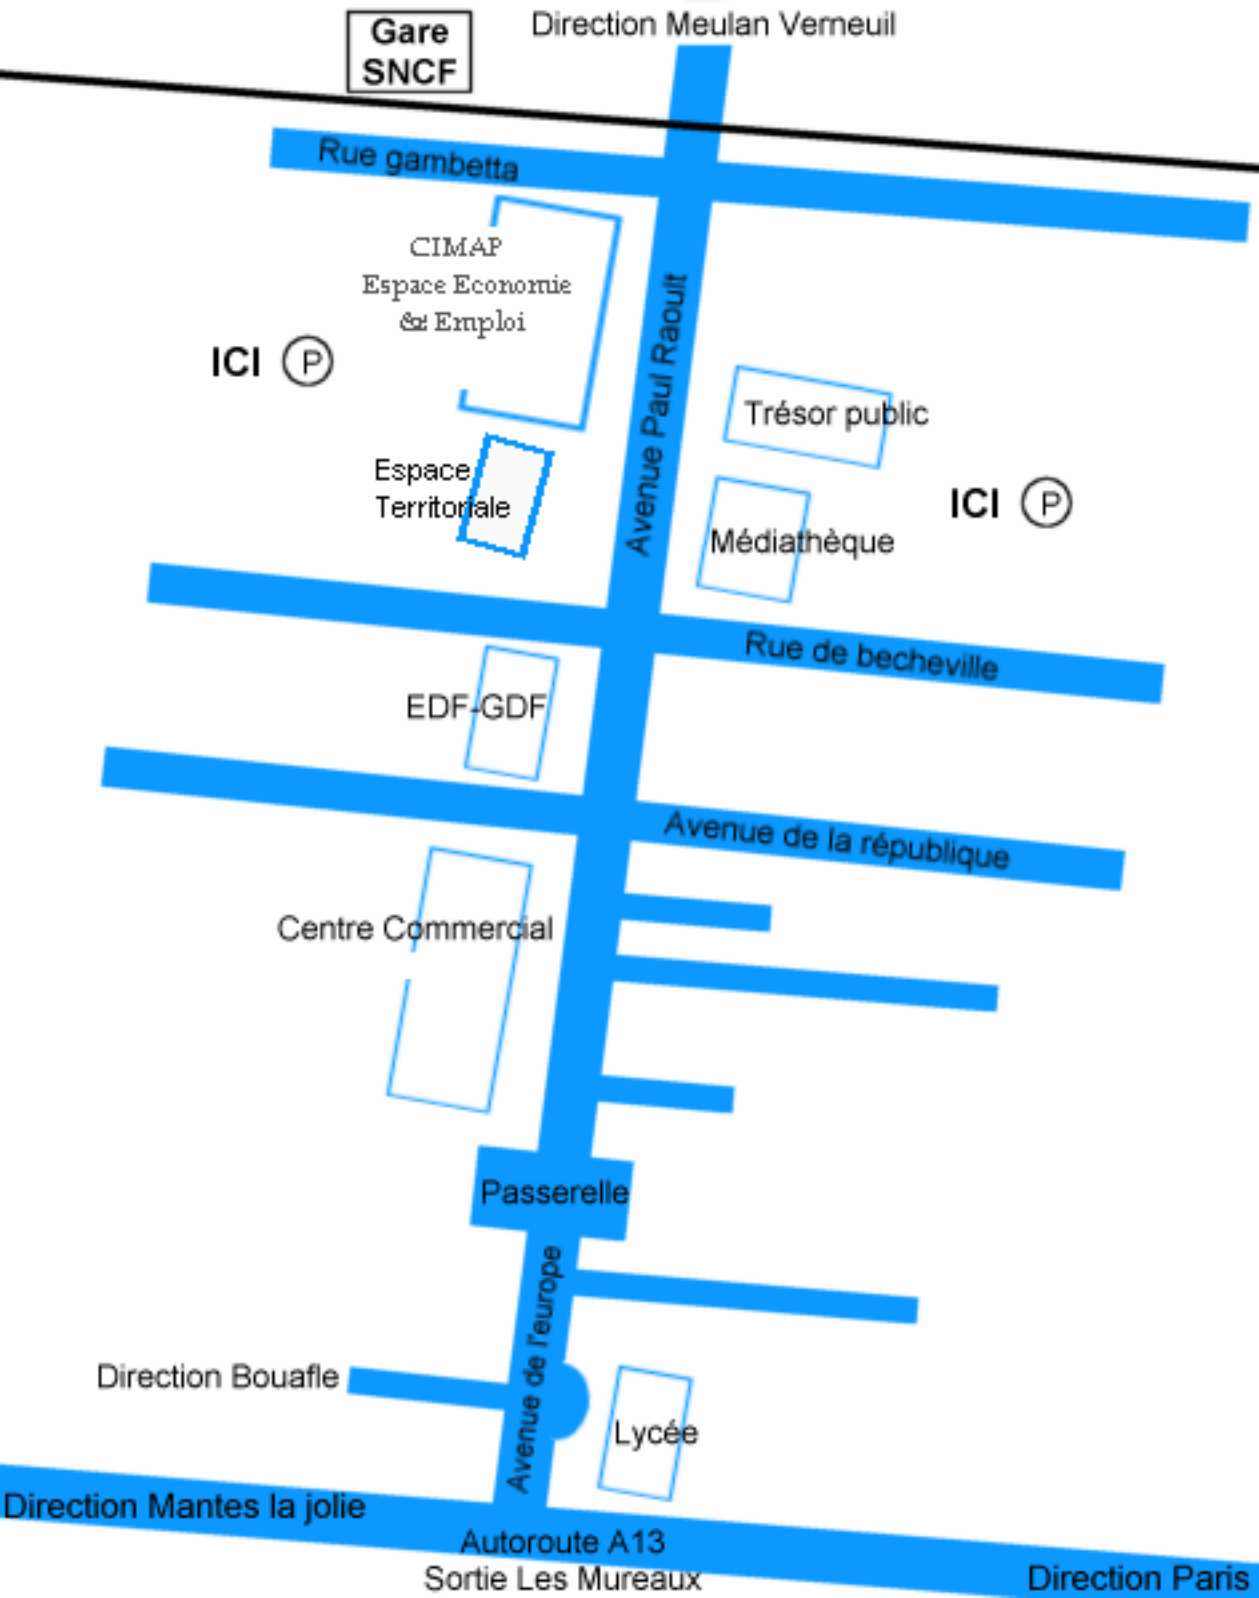 Direction Meulan Verneuil
Gare
SNCF
Rue gambetta
CIMAP
Espace Economie
& Emploi
ICI P
Avenue Paul Raoult
Trésor public
Espace
Territoriale
ICI P
Médiathèque
Rue de becheville
EDF-GDF
Avenue de la république
Centre Commercial
Passerelle
Avenue de l'europe
Direction Bouafle
Lycée
Direction Mantes la jolie
Autoroute A13
Sortie Les Mureaux
Direction Paris